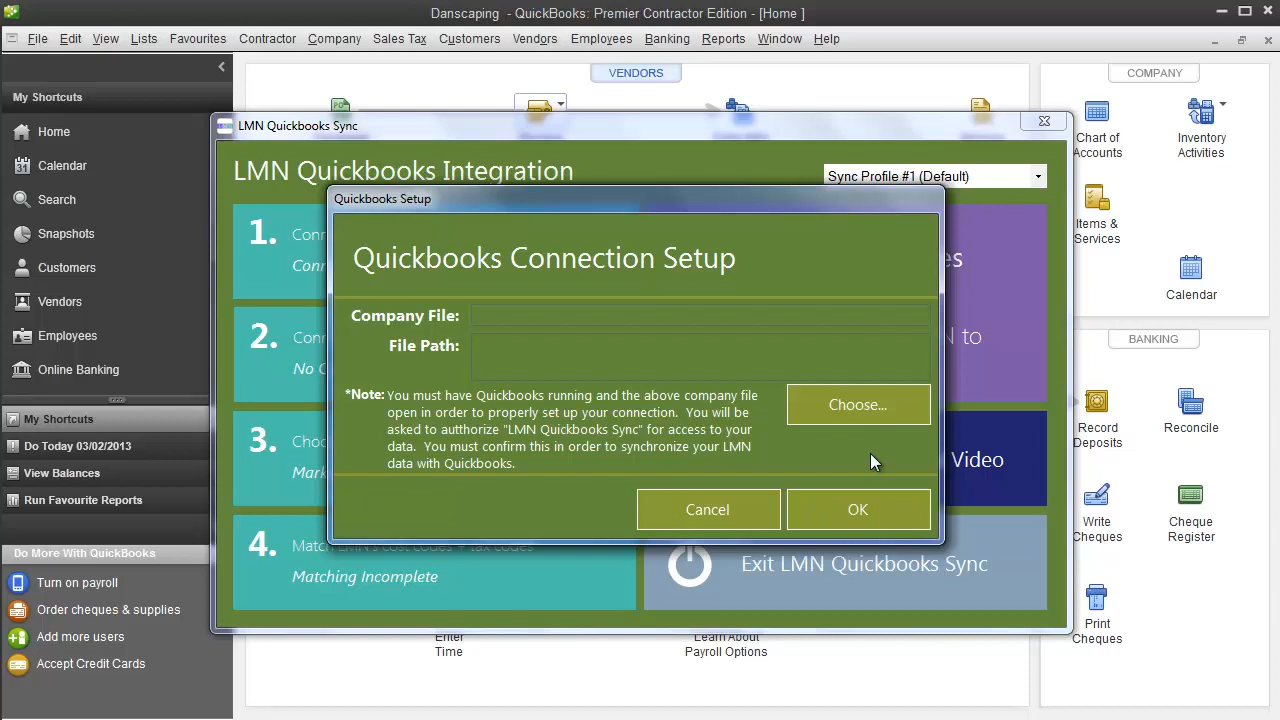 Danscaping - QuickBooks: Premier Contractor Edition - [Home ]
File Edit View Lists Favourites Contractor Company Sales Tax Customers Vendors Employees Banking Reports Window Help
My Shortcuts
Home
Calendar
Search
Snapshots
Customers
Vendors
Employees
Online Banking
My Shortcuts
Do Today 03/02/2013
View Balances
Run Favourite Reports
Do More With QuickBooks
Turn on payroll
Order cheques & supplies
Add more users
Accept Credit Cards
VENDORS
LMN Quickbooks Sync
LMN Quickbooks Integration
Sync Profile #1 (Default)
1.
2.
3.
4. Match LMN's cost codes + tax codes
Matching Incomplete
Video
Exit LMN Quickbooks Sync
Quickbooks Setup
Quickbooks Connection Setup
Company File:
File Path:
*Note: You must have Quickbooks running and the above company file
open in order to properly set up your connection. You will be
asked to autthorize "LMN Quickbooks Sync" for access to your
data. You must confirm this in order to synchronize your LMN
data with Quickbooks.
Choose...
Cancel
OK
Enter
Time
Learn About
Payroll Options
COMPANY
Chart of
Accounts
Inventory
Activities
Items &
Services
Calendar
BANKING
Record
Deposits
Reconcile
Write
Cheques
Cheque
Register
Print
Cheques